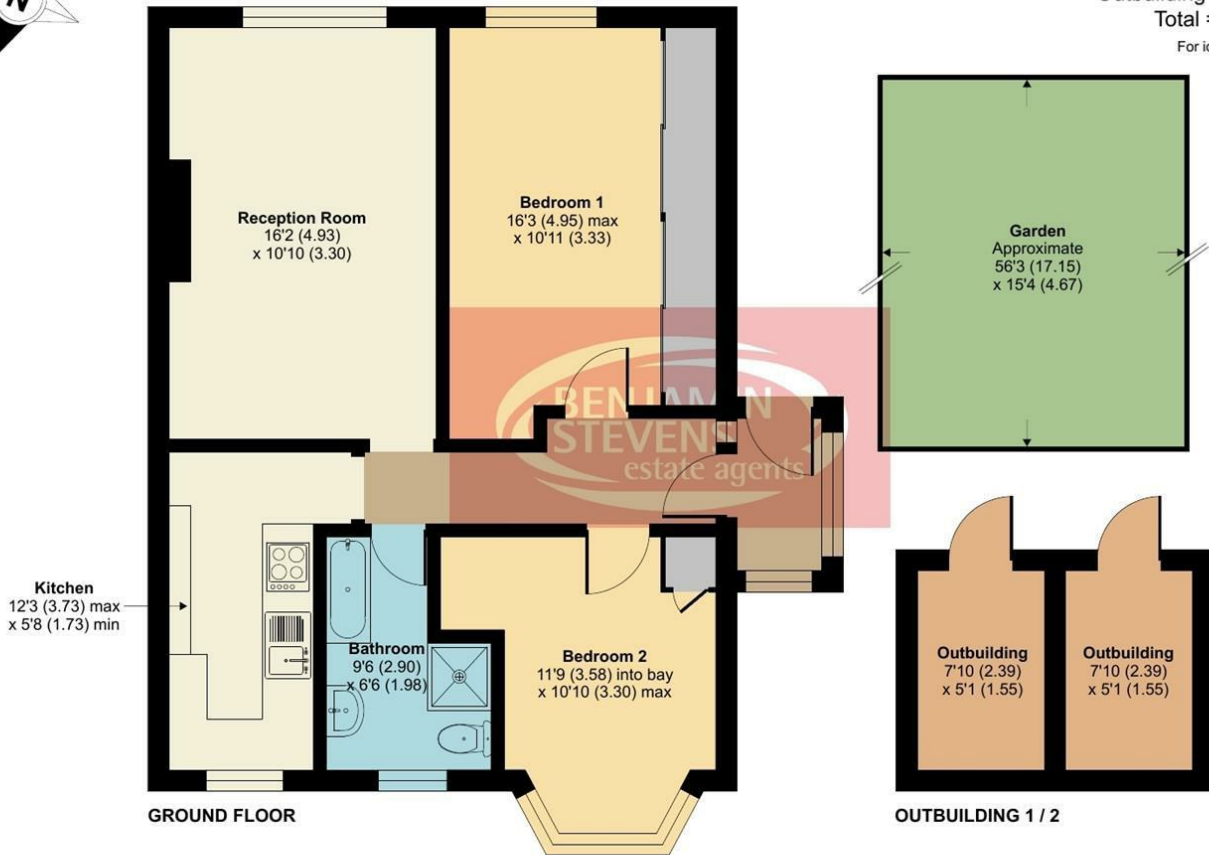 N
Total =
Reception Room
16'2 (4.93)
x 10'10 (3.30)
Bedroom 1
16'3 (4.95) max
x 10'11 (3.33)
Garden
Approximate
56'3 (17.15)
x 15'4 (4.67)
BENJAMIN
STEVENS
estate agents
Kitchen
12'3 (3.73) max
x 5'8 (1.73) min
Bathroom
9'6 (2.90)
x 6'6 (1.98)
Bedroom 2
11'9 (3.58) into bay
x 10'10 (3.30) max
Outbuilding
7'10 (2.39)
x 5'1 (1.55)
Outbuilding
7'10 (2.39)
x 5'1 (1.55)
GROUND FLOOR
OUTBUILDING 1 / 2